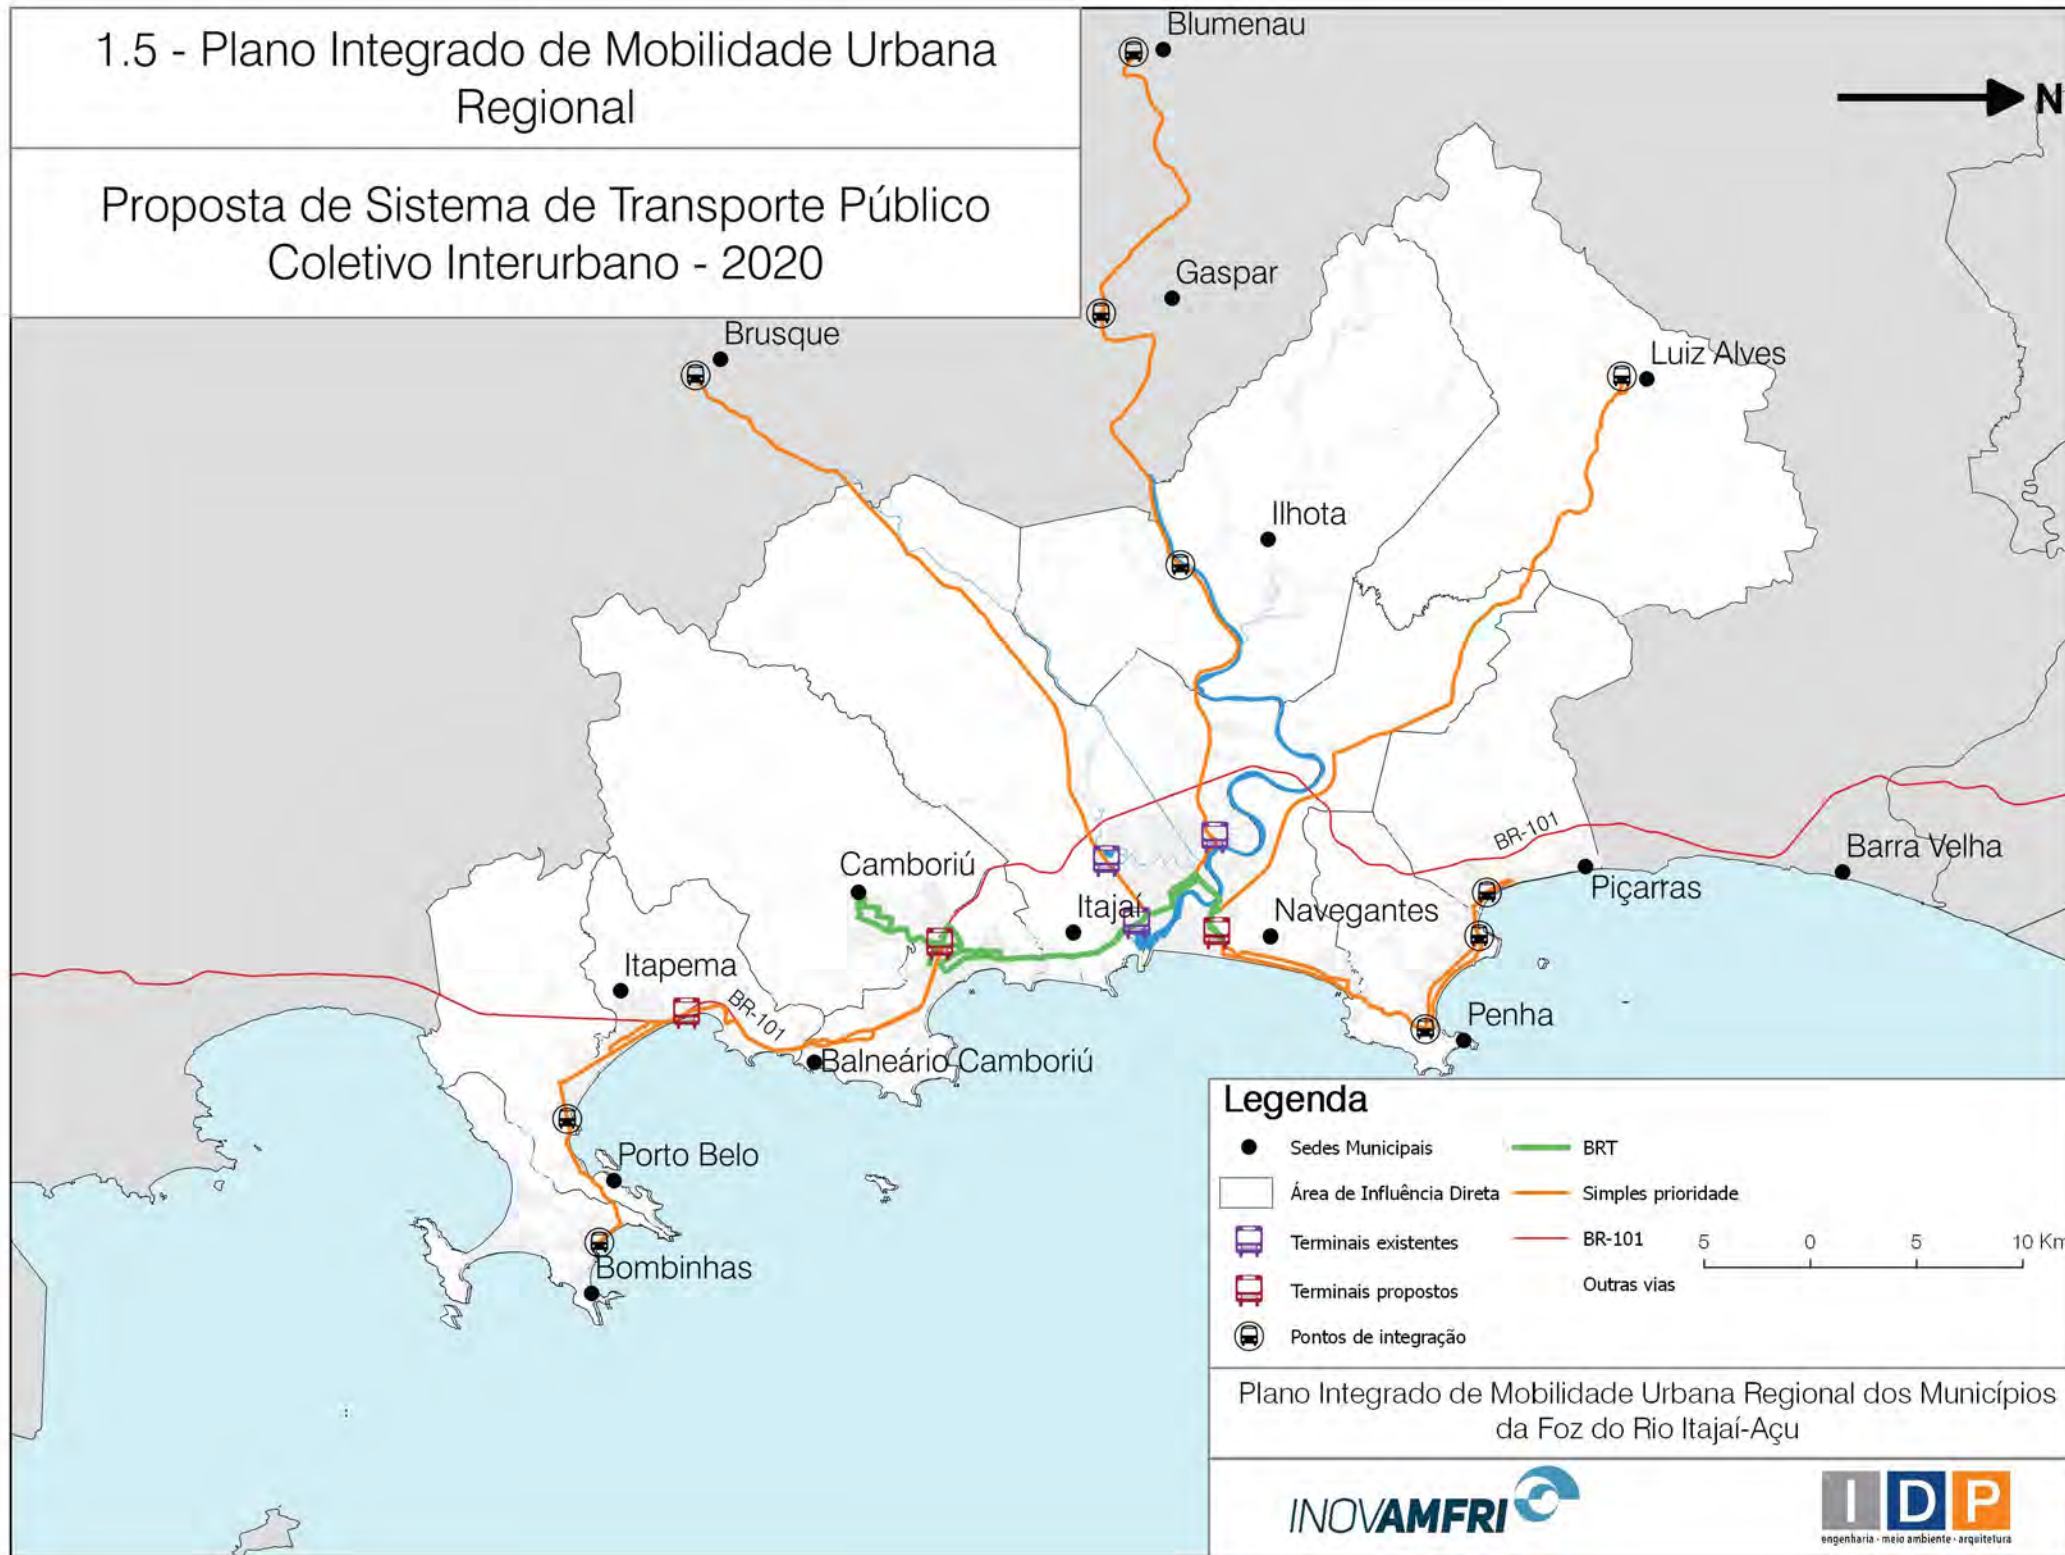 1.5 - Plano Integrado de Mobilidade Urbana
Regional
Proposta de Sistema de Transporte Público
Coletivo Interurbano - 2020
Blumenau
N
Gaspar
Brusque
Luiz Alves
Ilhota
BR-101
Barra Velha
Piçarras
Camboriú
Itajaí
Navegantes
Itapema
BR-101
Penha
Balneário Camboriú
Porto Belo
Bombinhas
Legenda
Sedes Municipais
BRT
Área de Influência Direta
Simples prioridade
Terminais existentes
BR-101
5 0 5 10 Km
Terminais propostos
Outras vias
Pontos de integração
Plano Integrado de Mobilidade Urbana Regional dos Municípios
da Foz do Rio Itajaí-Açu
INOVAMFRI
IDP
engenharia - meio ambiente - arquitetura